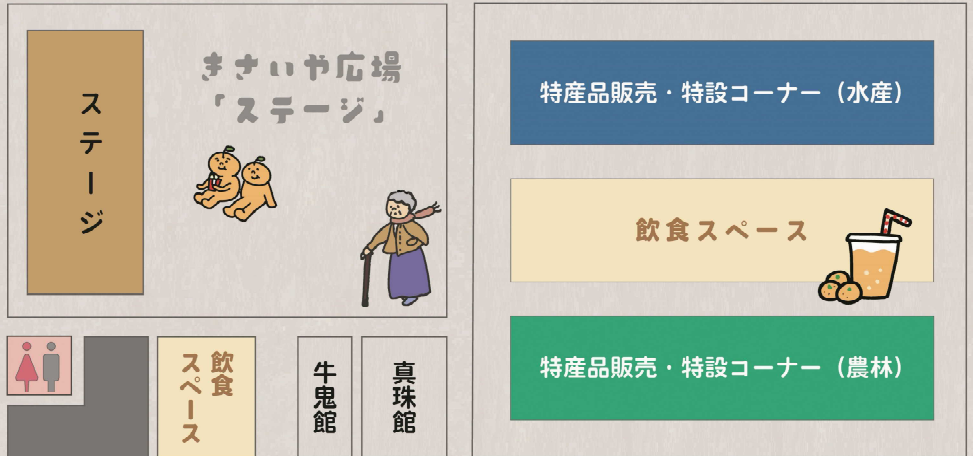 ステージ
きさいや広場
「ステージ」
飲食
スペース
牛鬼館
真珠館
特産品販売・特設コーナー（水産）
飲食スペース
特産品販売・特設コーナー（農林）